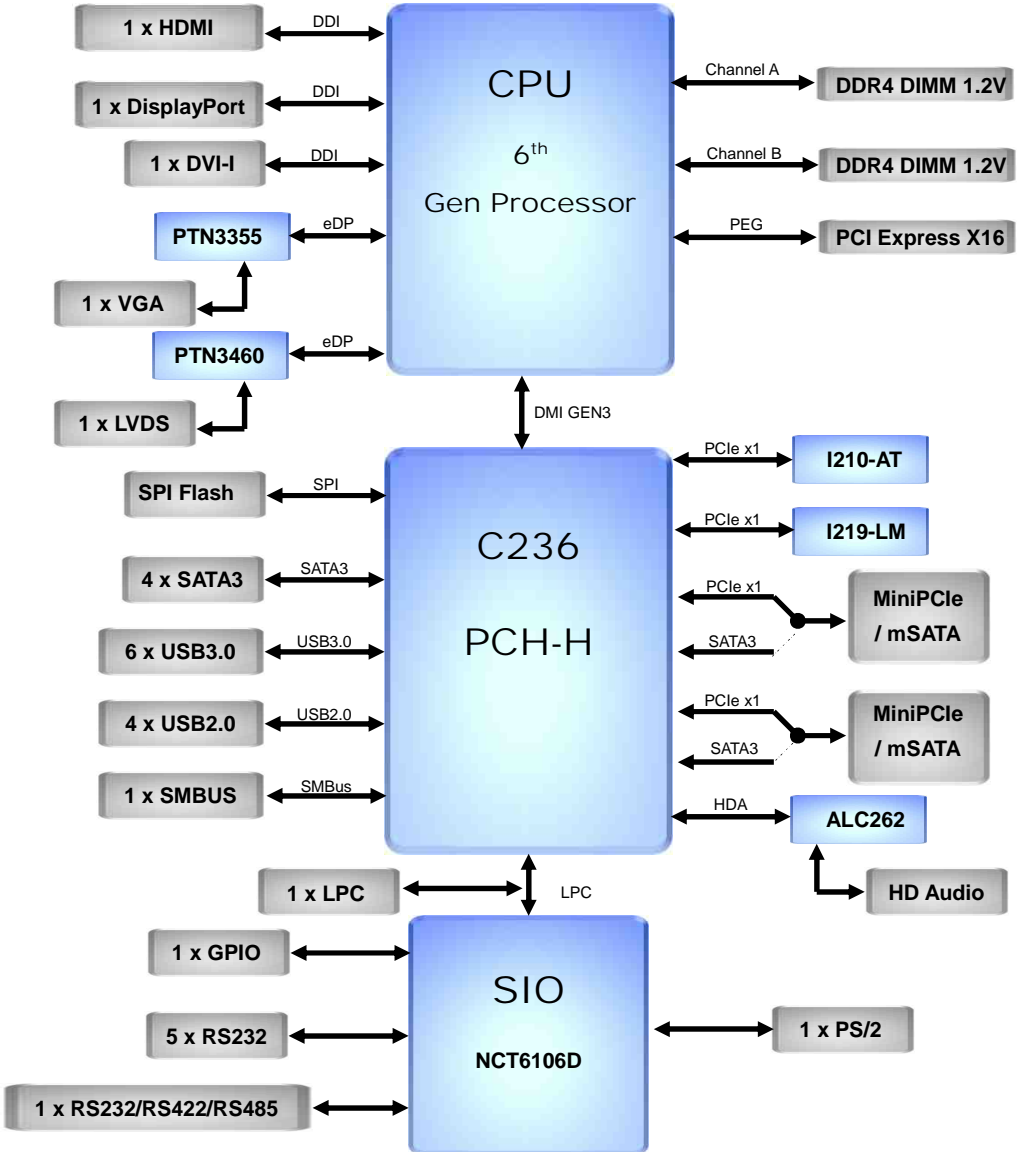 1 x HDMI
DDI
1 x DisplayPort
DDI
1 x DVI-I
DDI
PTN3355
eDP
1 x VGA
PTN3460
eDP
1 x LVDS
CPU
6th
Gen Processor
Channel A
DDR4 DIMM 1.2V
Channel B
DDR4 DIMM 1.2V
PEG
PCI Express X16
DMI GEN3
SPI Flash
SPI
4 x SATA3
SATA3
6 x USB3.0
USB3.0
4 x USB2.0
USB2.0
1 x SMBUS
SMBus
C236
PCH-H
PCIe x1
I210-AT
PCIe x1
I219-LM
PCIe x1
SATA3
MiniPCIe
/ mSATA
PCIe x1
SATA3
MiniPCIe
/ mSATA
HDA
ALC262
HD Audio
1 x LPC
LPC
1 x GPIO
5 x RS232
1 x RS232/RS422/RS485
SIO
NCT6106D
1 x PS/2